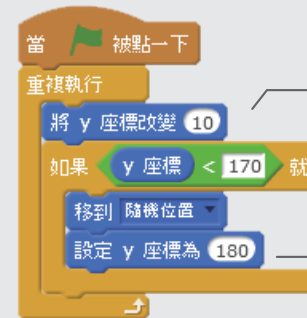 當 被點一下
重複執行
將 y 座標改變 10
如果 y 座標 < 170 就
移到 隨機位置
設定 y 座標為 180